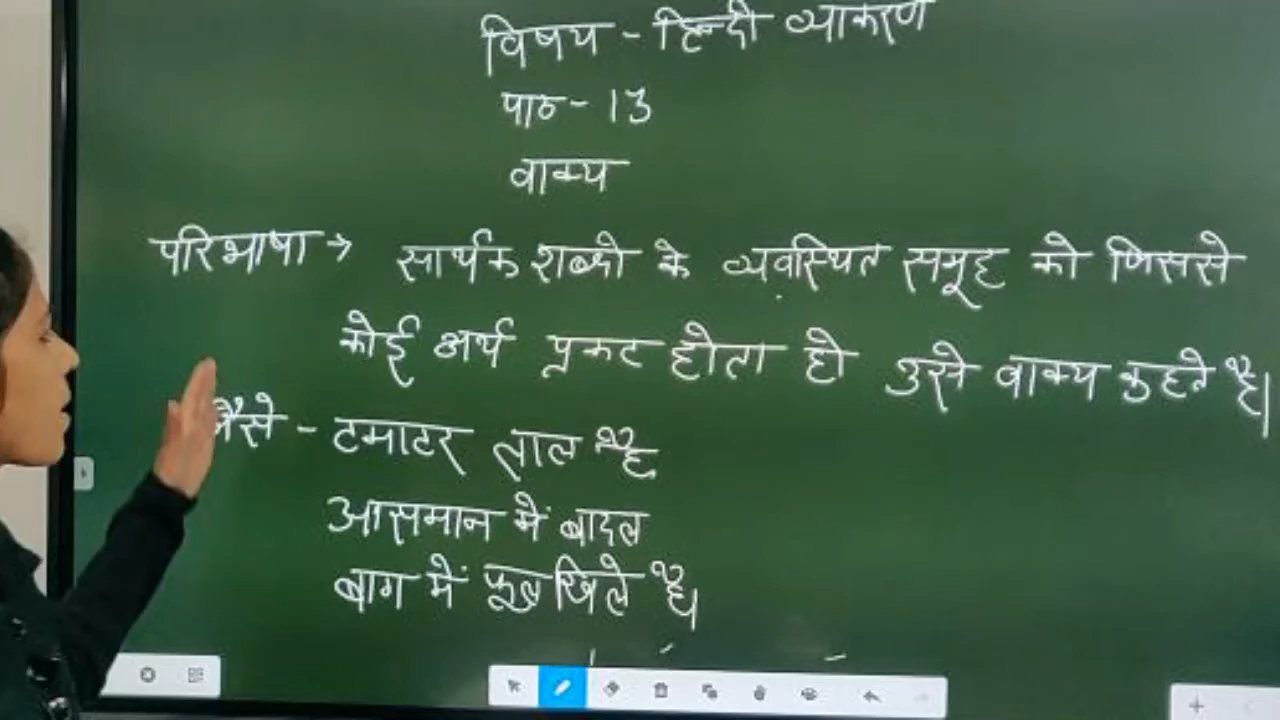 विषय - हिन्दी व्याकरण
पाठ - 13
वाक्य
परिभाषा → सार्थक शब्दो के व्यवस्थित समूह को जिससे
कोई अर्थ प्रकट होता हो उसे वाक्य कहते है।
जैसे - टमाटर लाल है
आसमान में बादल
बाग में फूल खिले है।